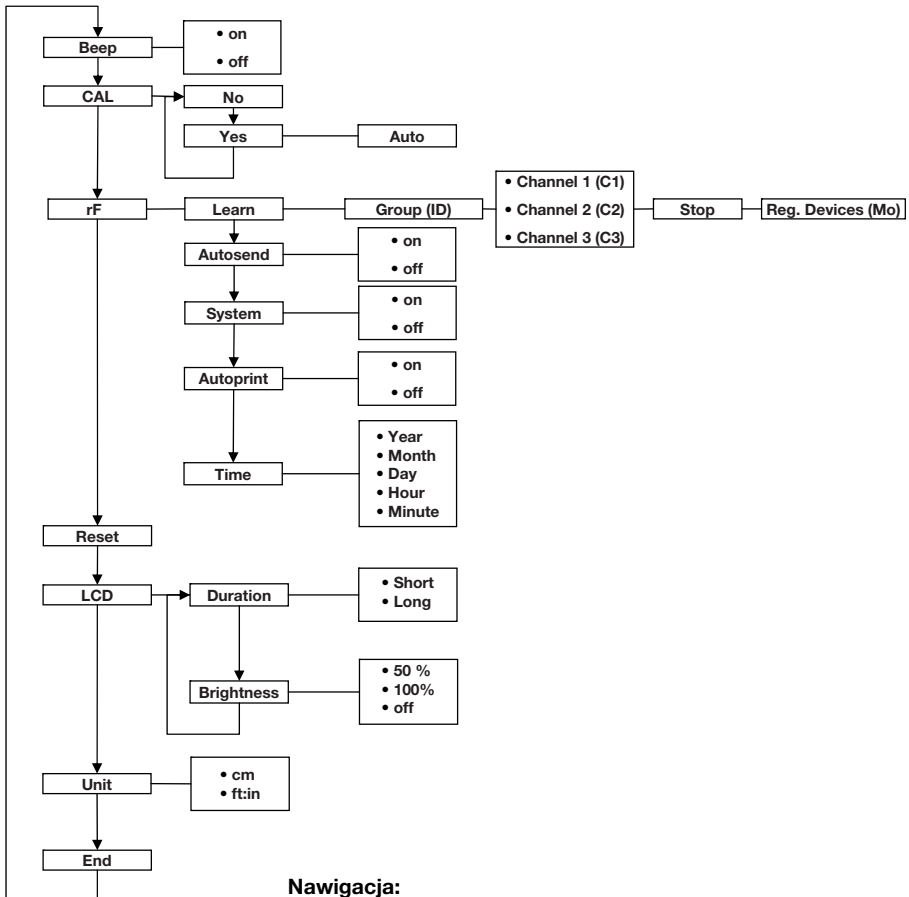 Beep
• on
• off
CAL
No
Yes
Auto
rF
Learn
Group (ID)
• Channel 1 (C1)
• Channel 2 (C2)
• Channel 3 (C3)
Stop
Reg. Devices (Mo)
Autosend
• on
• off
System
• on
• off
Autoprint
• on
• off
Time
• Year
• Month
• Day
• Hour
• Minute
Reset
LCD
Duration
• Short
• Long
Brightness
• 50 %
• 100%
• off
Unit
• cm
• ft:in
End
Nawigacja: